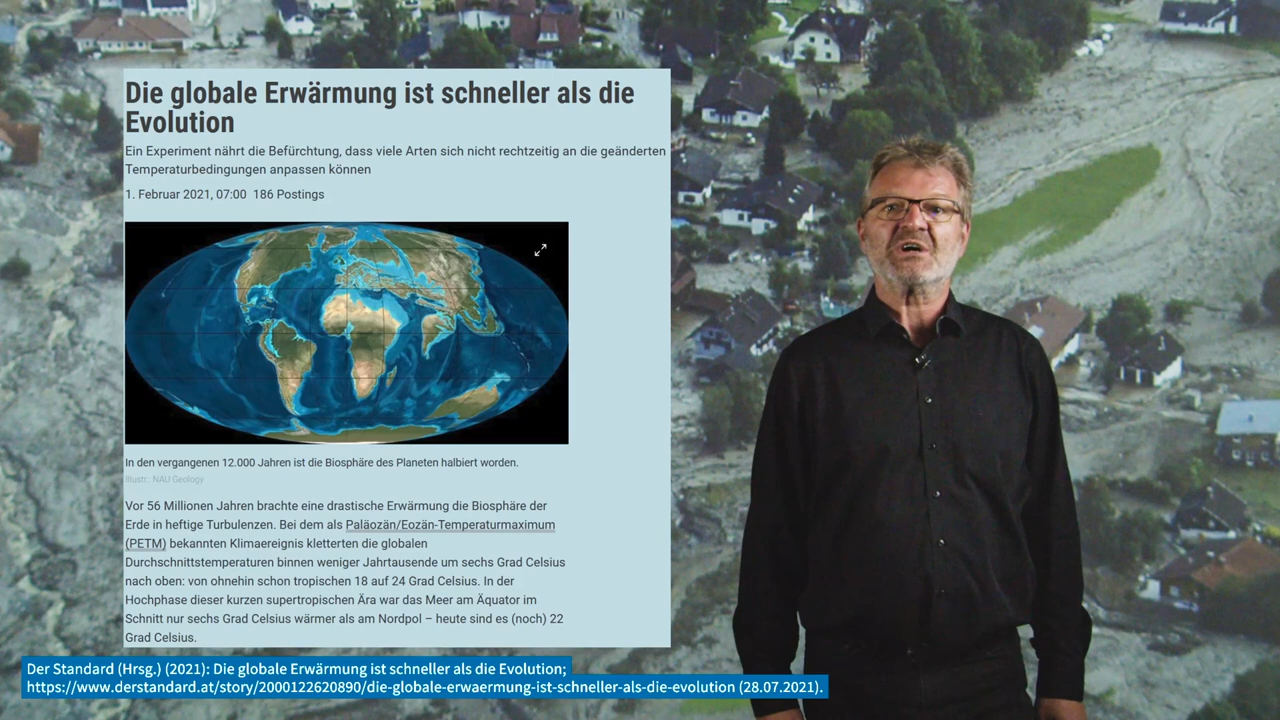 Die globale Erwärmung ist schneller als die
Evolution
Ein Experiment nährt die Befürchtung, dass viele Arten sich nicht rechtzeitig an die geänderten
Temperaturbedingungen anpassen können
1. Februar 2021, 07:00 186 Postings
In den vergangenen 12.000 Jahren ist die Biosphäre des Planeten halbiert worden.
Illustr.: NAU Geology
Vor 56 Millionen Jahren brachte eine drastische Erwärmung die Biosphäre der
Erde in heftige Turbulenzen. Bei dem als Paläozän/Eozän-Temperaturmaximum
(PETM) bekannten Klimaereignis kletterten die globalen
Durchschnittstemperaturen binnen weniger Jahrtausende um sechs Grad Celsius
nach oben: von ohnehin schon tropischen 18 auf 24 Grad Celsius. In der
Hochphase dieser kurzen supertropischen Ära war das Meer am Äquator im
Schnitt nur sechs Grad Celsius wärmer als am Nordpol – heute sind es (noch) 22
Grad Celsius.
Der Standard (Hrsg.) (2021): Die globale Erwärmung ist schneller als die Evolution;
https://www.derstandard.at/story/2000122620890/die-globale-erwaermung-ist-schneller-als-die-evolution (28.07.2021).